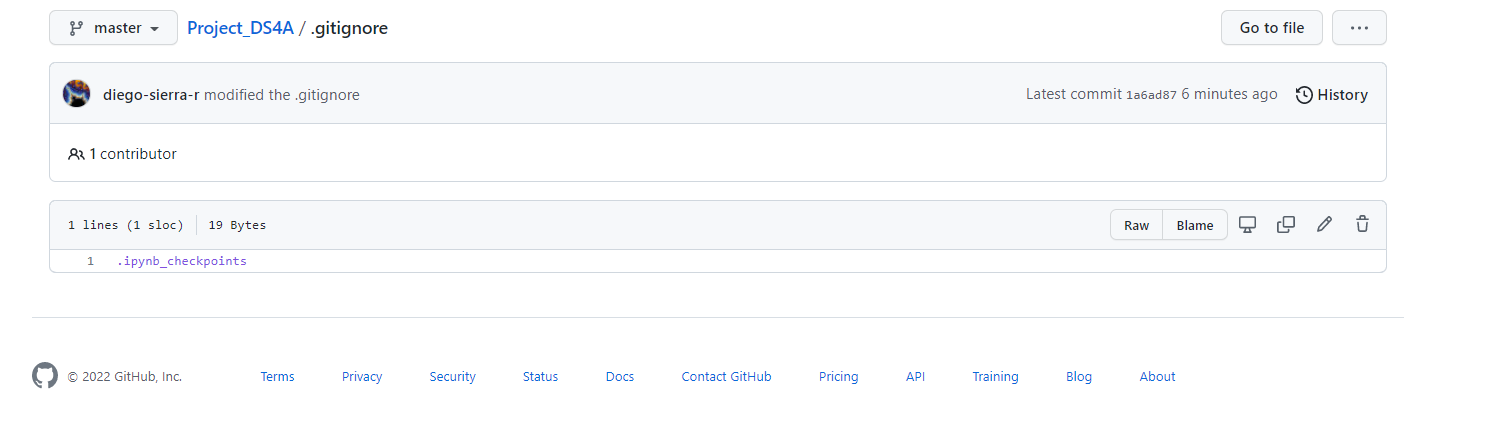 master Project_DS4A / .gitignore Go to file ...
diego-sierra-r modified the .gitignore Latest commit 1a6ad87 6 minutes ago History
1 contributor
1 lines (1 sloc) 19 Bytes Raw Blame
1 .ipynb_checkpoints
© 2022 GitHub, Inc. Terms Privacy Security Status Docs Contact GitHub Pricing API Training Blog About